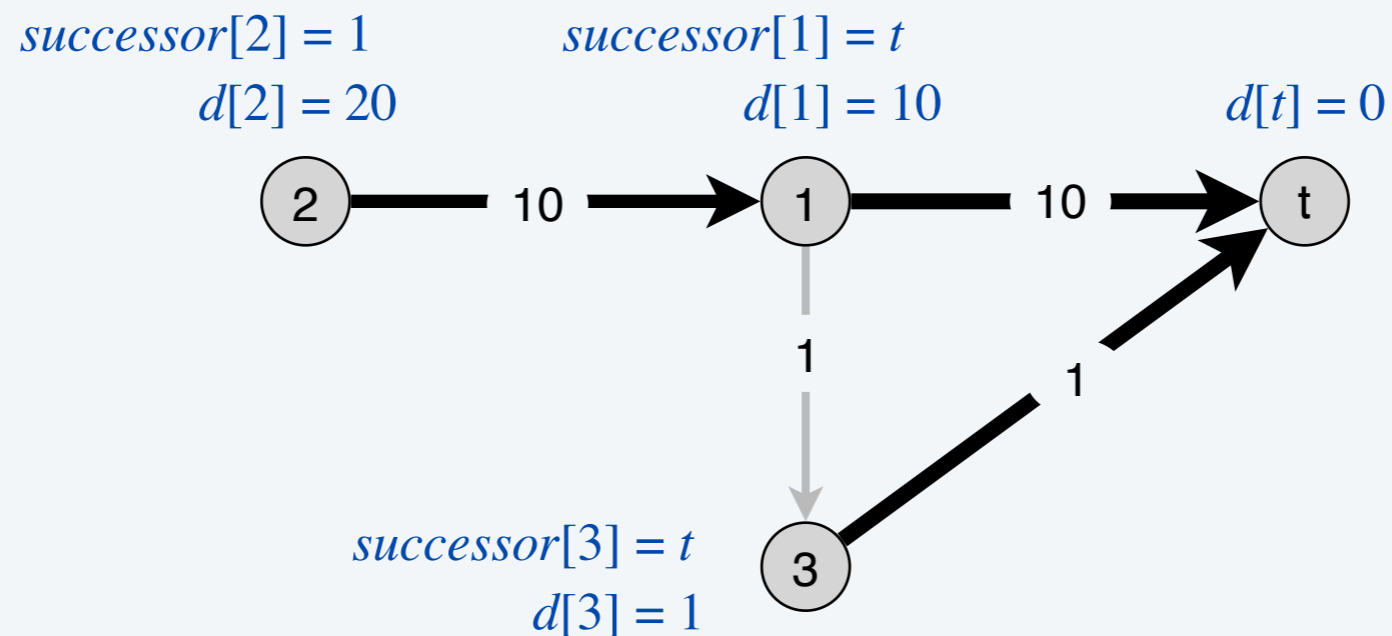 successor[2] = 1
d[2] = 20
successor[1] = t
d[1] = 10
d[t] = 0
2
10
1
10
t
1
1
successor[3] = t
d[3] = 1
3